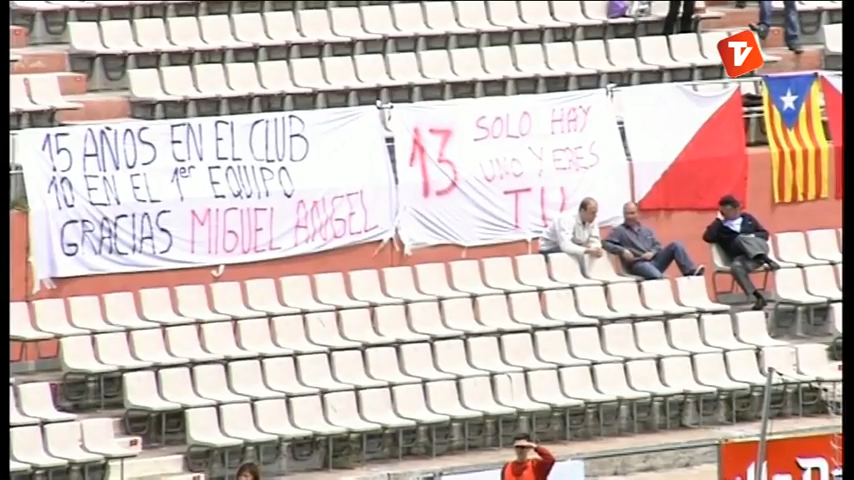 15 AÑOS EN EL CLUB
10 EN EL 1er EQUIPO
GRACIAS MIGUEL ANGEL
13
SOLO HAY
UNO Y ERES
TU